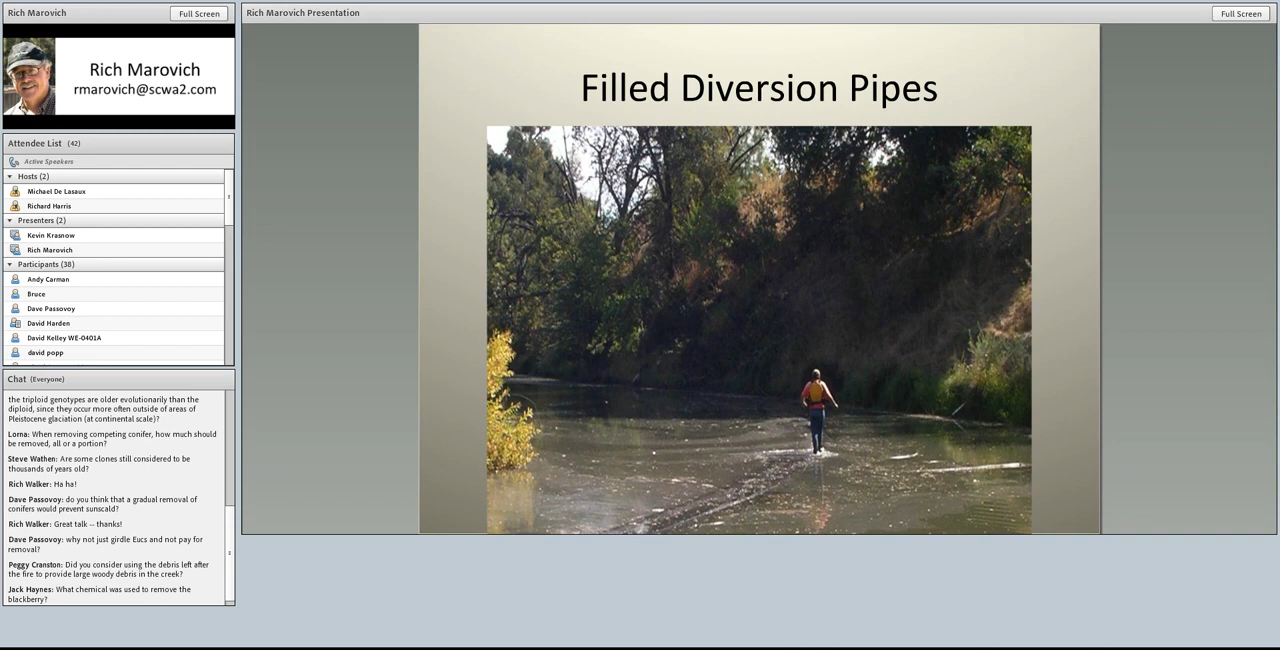 Rich Marovich
Full Screen
Rich Marovich
rmarovich@scwa2.com
Attendee List (42)
Active Speakers
Hosts (2)
Michael De Lasaux
Richard Harris
Presenters (2)
Kevin Krasnow
Rich Marovich
Participants (38)
Andy Carman
Bruce
Dave Passovoy
David Harden
David Kelley WE-0401A
david popp
Chat (Everyone)
the triploid genotypes are older evolutionarily than the
diploid, since they occur more often outside of areas of
Pleistocene glaciation (at continental scale)?
Lorna: When removing competing conifer, how much should
be removed, all or a portion?
Steve Wathen: Are some clones still considered to be
thousands of years old?
Rich Walker: Ha ha!
Dave Passovoy: do you think that a gradual removal of
conifers would prevent sunscald?
Rich Walker: Great talk -- thanks!
Dave Passovoy: why not just girdle Eucs and not pay for
removal?
Peggy Cranston: Did you consider using the debris left after
the fire to provide large woody debris in the creek?
Jack Haynes: What chemical was used to remove the
blackberry?
Rich Marovich Presentation
Full Screen
Filled Diversion Pipes